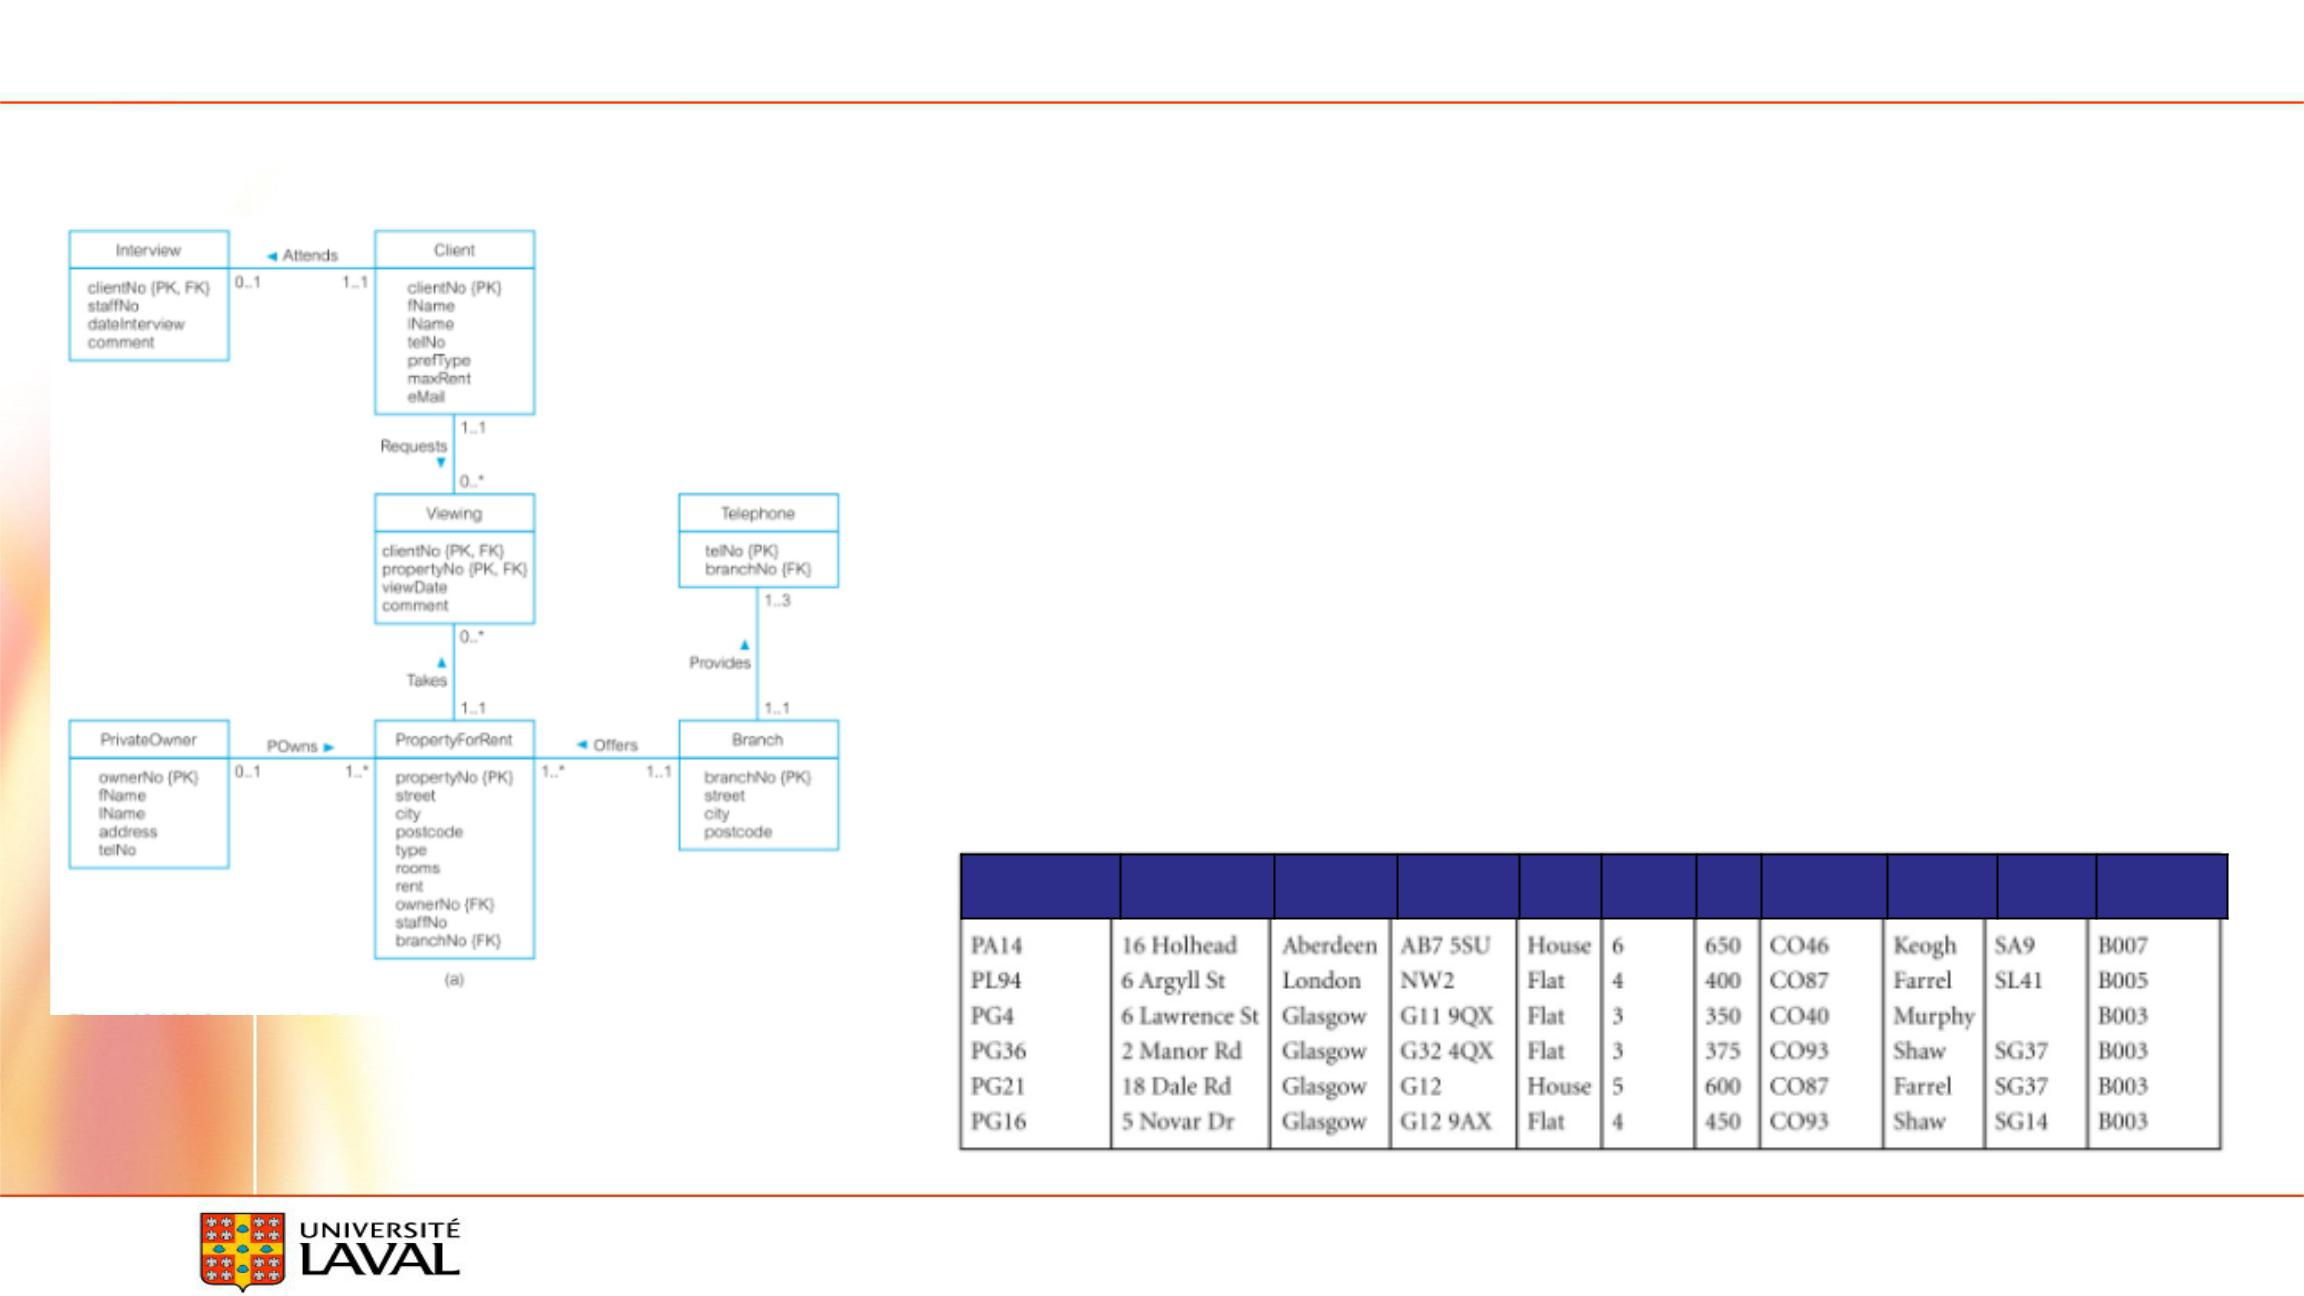 Interview
◄ Attends
Client
clientNo {PK, FK}
staffNo
dateInterview
comment
0..1
1..1
clientNo {PK}
fName
lName
telNo
prefType
maxRent
eMail
1..1
Requests
▼
0..*
Viewing
clientNo {PK, FK}
propertyNo {PK, FK}
viewDate
comment
Telephone
telNo {PK}
branchNo {FK}
0..*
▲
Takes
1..1
1..3
▲
Provides
1..1
PrivateOwner
POwns ►
PropertyForRent
◄ Offers
Branch
ownerNo {PK}
fName
lName
address
telNo
0..1
1..*
propertyNo {PK}
street
city
postcode
type
rooms
rent
ownerNo {FK}
staffNo
branchNo {FK}
1..*
1..1
branchNo {PK}
street
city
postcode
(a)
PA14 16 Holhead Aberdeen AB7 5SU House 6 650 CO46 Keogh SA9 B007
PL94 6 Argyll St London NW2 Flat 4 400 CO87 Farrel SL41 B005
PG4 6 Lawrence St Glasgow G11 9QX Flat 3 350 CO40 Murphy B003
PG36 2 Manor Rd Glasgow G32 4QX Flat 3 375 CO93 Shaw SG37 B003
PG21 18 Dale Rd Glasgow G12 House 5 600 CO87 Farrel SG37 B003
PG16 5 Novar Dr Glasgow G12 9AX Flat 4 450 CO93 Shaw SG14 B003
UNIVERSITÉ
LAVAL